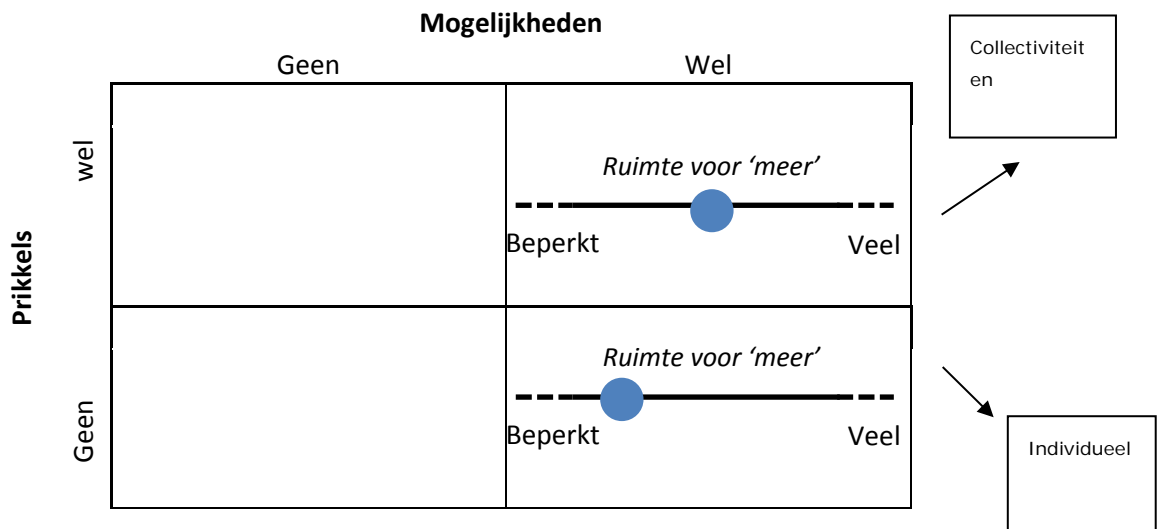 Mogelijkheden
Geen
Wel
Collectiviteit
en
Prikkels
wel
Ruimte voor ‘meer’
Beperkt
Veel
Geen
Ruimte voor ‘meer’
Beperkt
Veel
Individueel